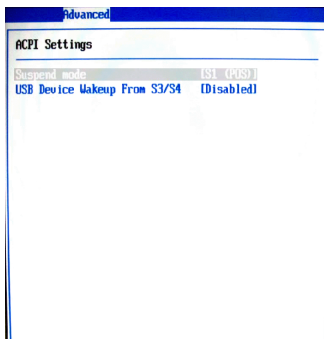 Advanced
ACPI Settings
Suspend mode [S1 (POS)]
USB Device Wakeup From S3/S4 [Disabled]